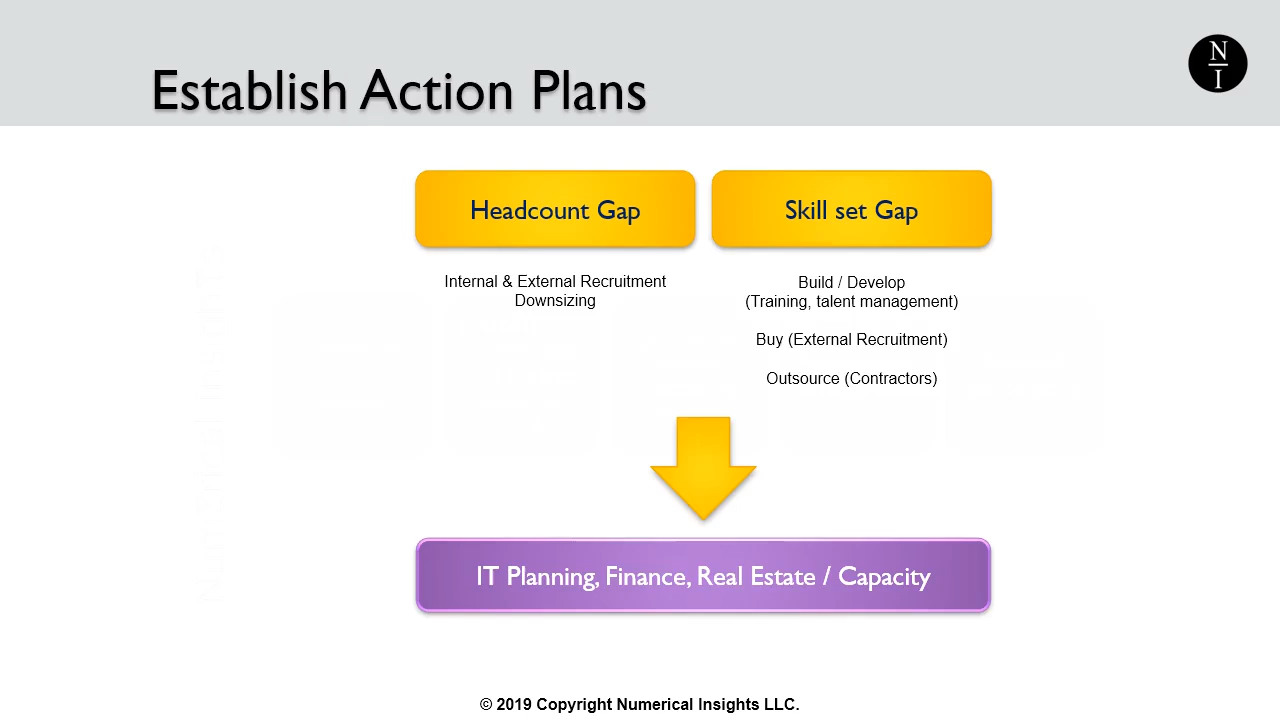 Establish Action Plans
N
I
Headcount Gap
Internal & External Recruitment
Downsizing
Skill set Gap
Build / Develop
(Training, talent management)
Buy (External Recruitment)
Outsource (Contractors)
IT Planning, Finance, Real Estate / Capacity
© 2019 Copyright Numerical Insights LLC.